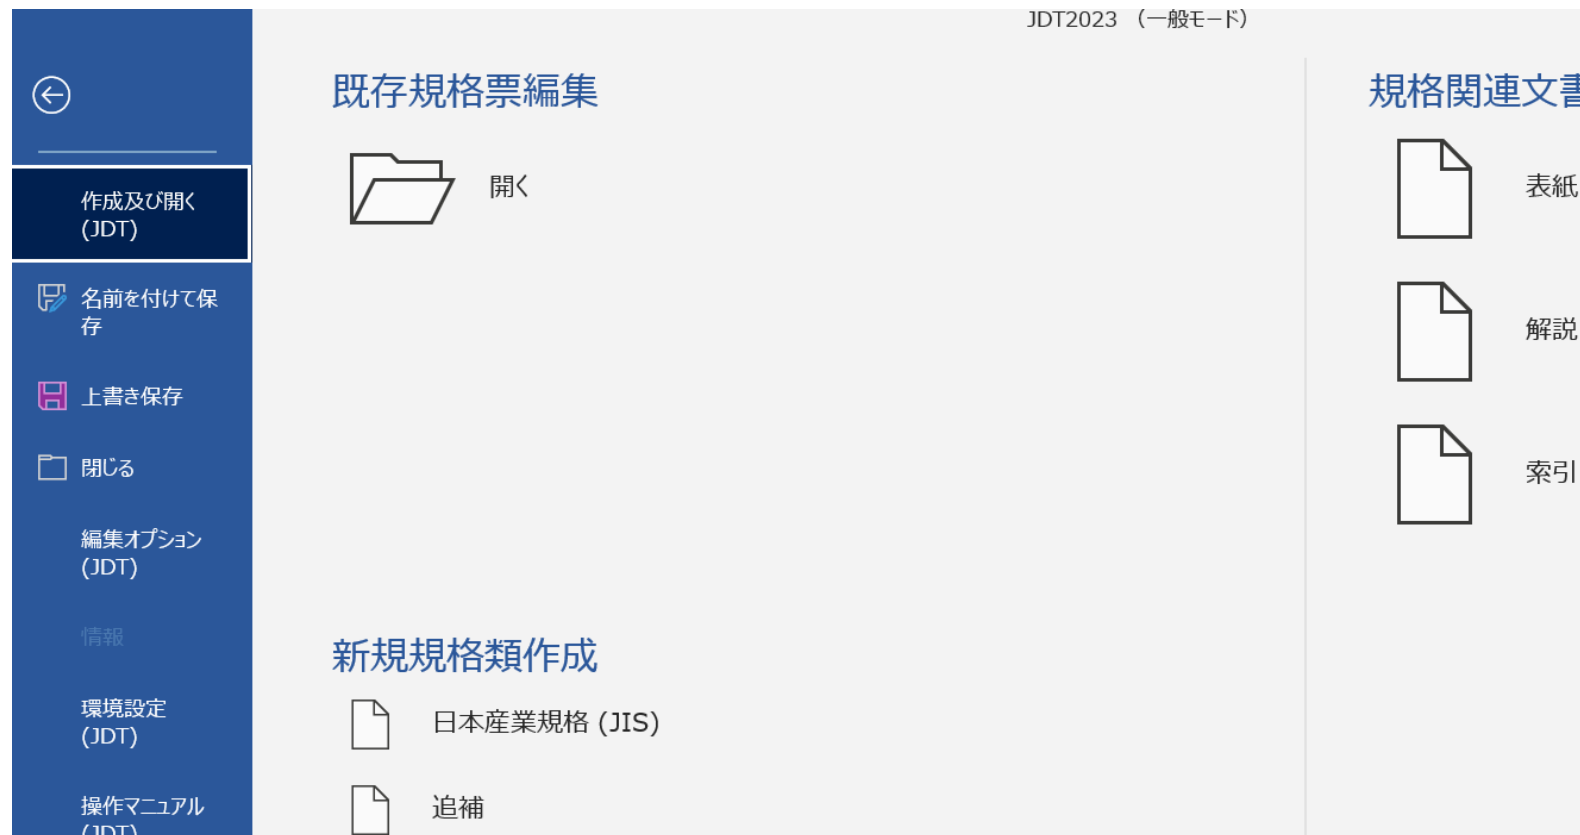 JDT2023 （一般モード）
作成及び開く
(JDT)
名前を付けて保
存
上書き保存
閉じる
編集オプション
(JDT)
情報
環境設定
(JDT)
操作マニュアル
(JDT)
既存規格票編集
開く
新規規格類作成
日本産業規格 (JIS)
追補
規格関連文書
表紙
解説
索引